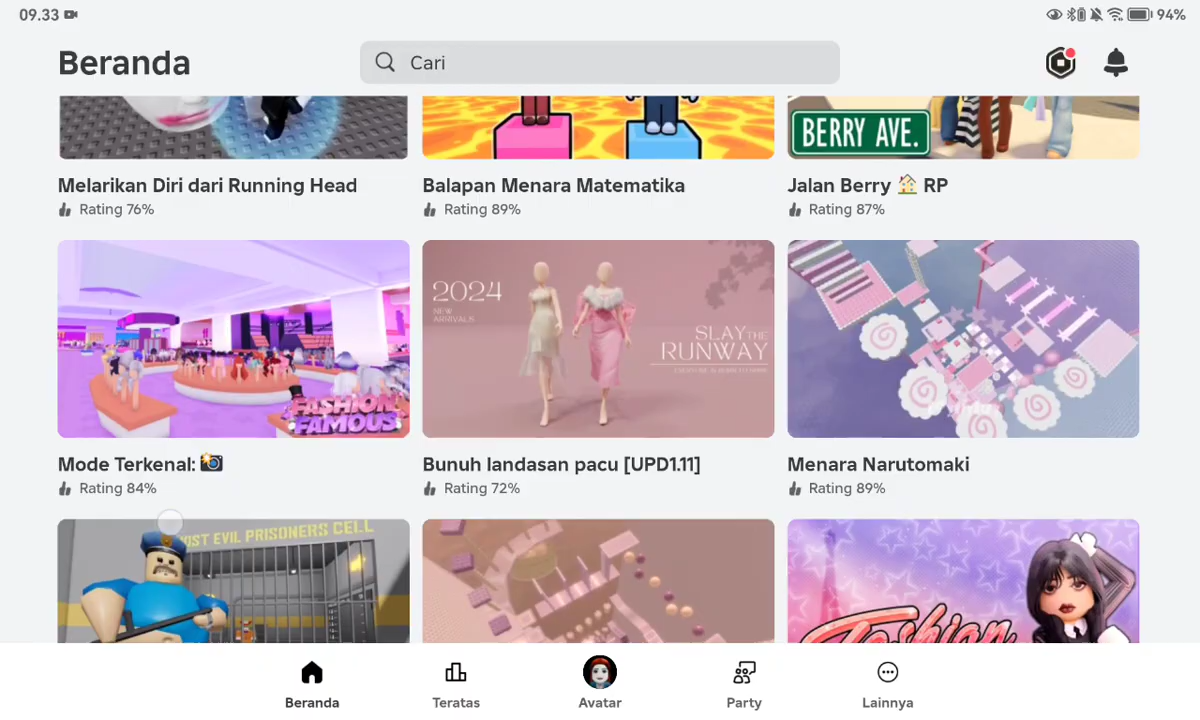 09.33
94%
Beranda
Cari
BERRY AVE.
Melarikan Diri dari Running Head
Rating 76%
Balapan Menara Matematika
Rating 89%
Jalan Berry 🏠 RP
Rating 87%
FASHION
FAMOUS
2024
NEW
ARRIVALS
SLAY THE
RUNWAY
Mode Terkenal: 📸
Rating 84%
Bunuh landasan pacu [UPD1.11]
Rating 72%
Menara Narutomaki
Rating 89%
MOST EVIL PRISONERS CELL
Fashion
Beranda
Teratas
Avatar
Party
Lainnya